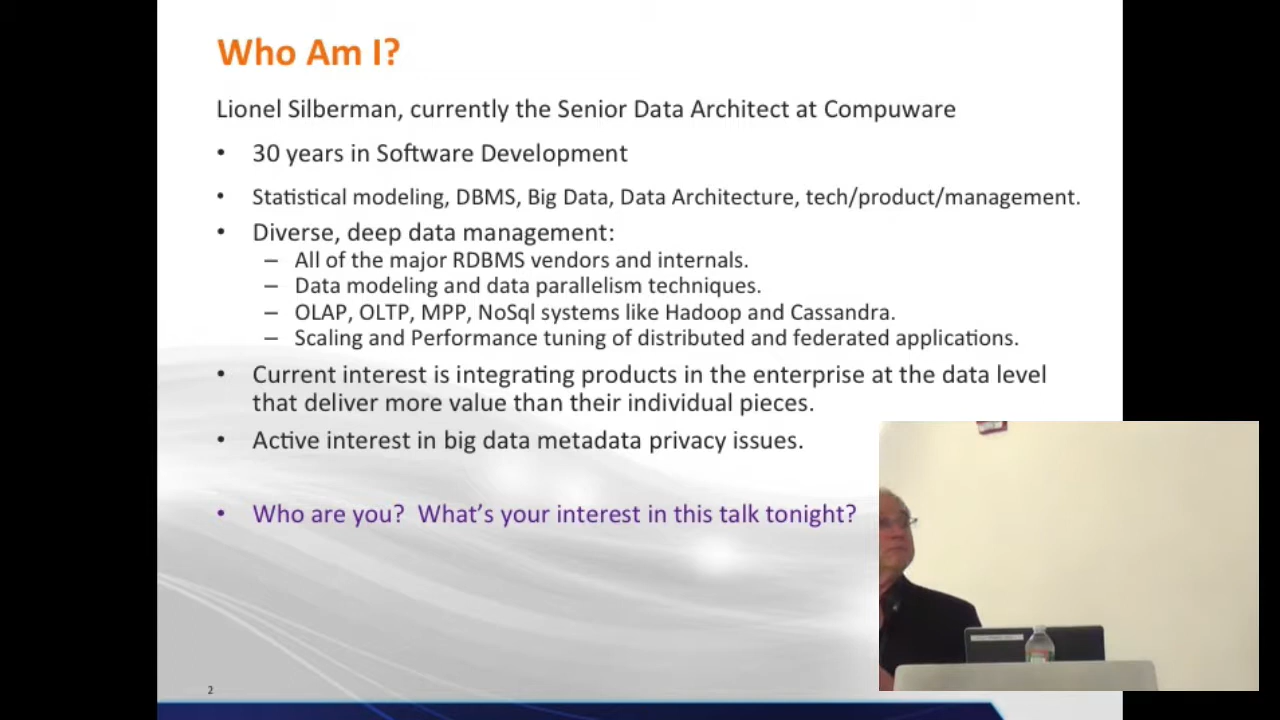 Who Am I?
Lionel Silberman, currently the Senior Data Architect at Compuware
• 30 years in Software Development
• Statistical modeling, DBMS, Big Data, Data Architecture, tech/product/management.
• Diverse, deep data management:
– All of the major RDBMS vendors and internals.
– Data modeling and data parallelism techniques.
– OLAP, OLTP, MPP, NoSql systems like Hadoop and Cassandra.
– Scaling and Performance tuning of distributed and federated applications.
• Current interest is integrating products in the enterprise at the data level
that deliver more value than their individual pieces.
• Active interest in big data metadata privacy issues.
• Who are you?  What's your interest in this talk tonight?
2